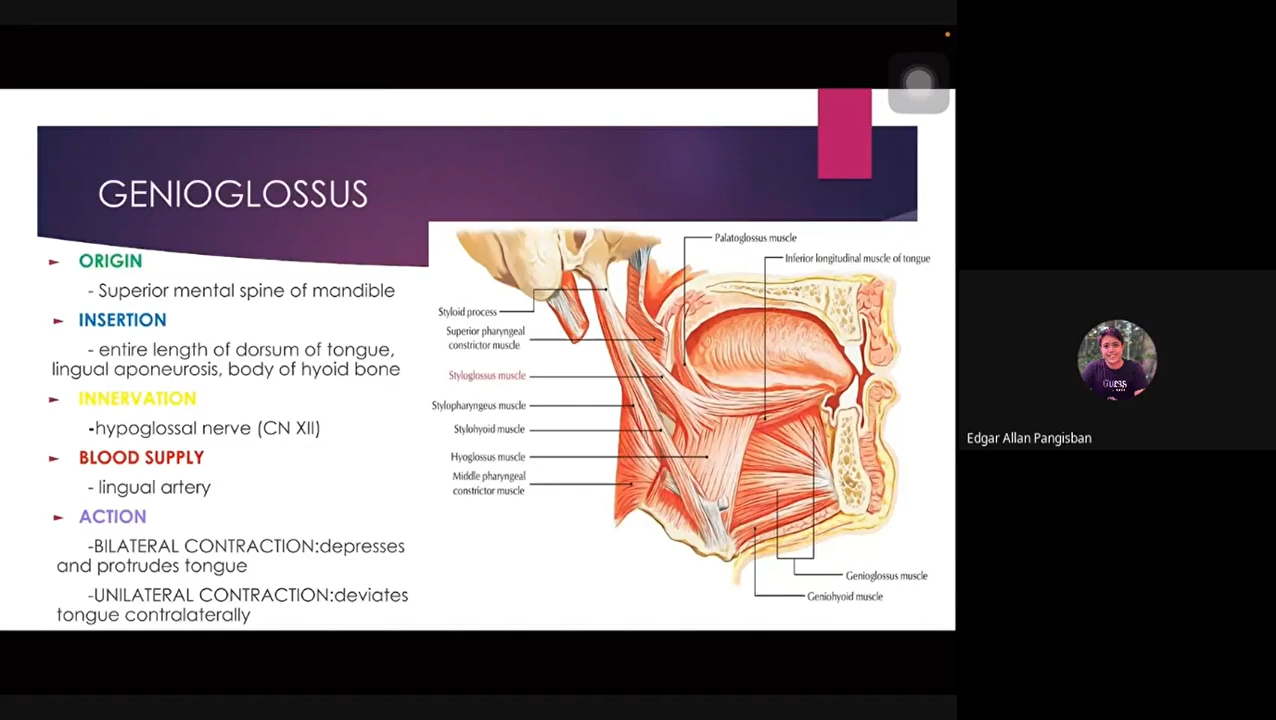 GENIOGLOSSUS
► ORIGIN
- Superior mental spine of mandible
► INSERTION
- entire length of dorsum of tongue,
lingual aponeurosis, body of hyoid bone
► INNERVATION
-hypoglossal nerve (CN XII)
► BLOOD SUPPLY
- lingual artery
► ACTION
-BILATERAL CONTRACTION:depresses
and protrudes tongue
-UNILATERAL CONTRACTION:deviates
tongue contralaterally
Palatoglossus muscle
Inferior longitudinal muscle of tongue
Styloid process
Superior pharyngeal
constrictor muscle
Styloglossus muscle
Stylopharyngeus muscle
Stylohyoid muscle
Hyoglossus muscle
Middle pharyngeal
constrictor muscle
Genioglossus muscle
Geniohyoid muscle
GUESS
Edgar Allan Pangisban